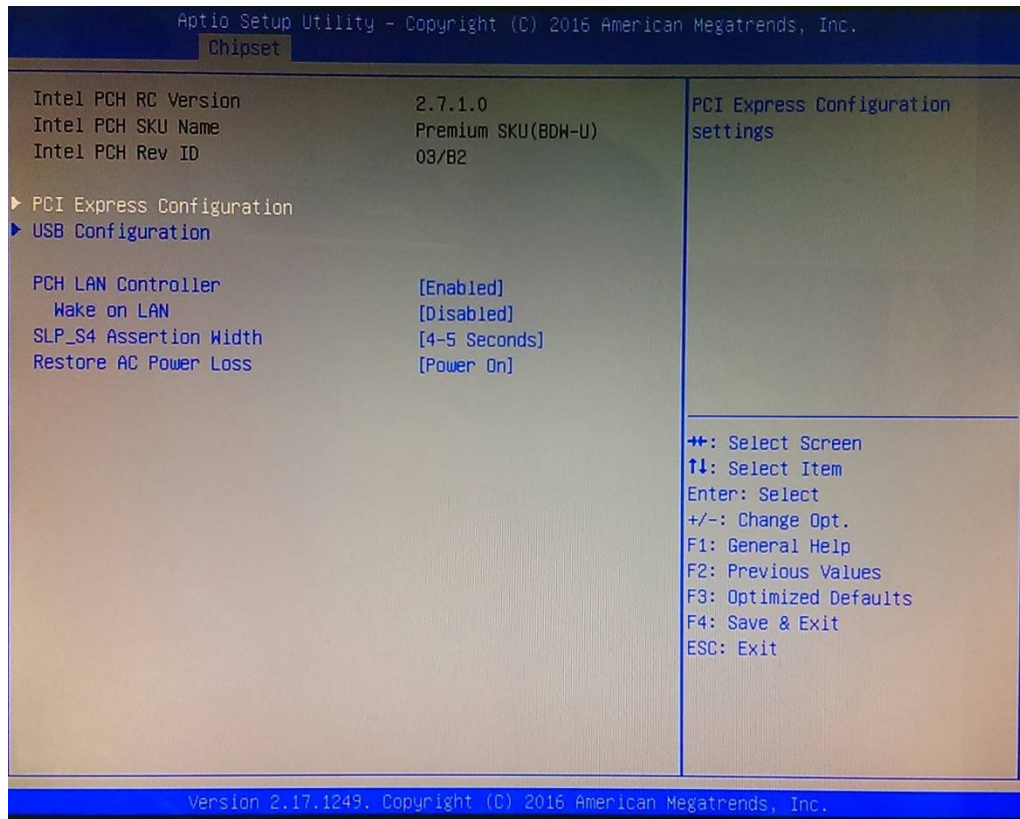 Aptio Setup Utility – Copyright (C) 2016 American Megatrends, Inc.
Chipset
Intel PCH RC Version 2.7.1.0
Intel PCH SKU Name Premium SKU(BDW-U)
Intel PCH Rev ID 03/B2
PCI Express Configuration
USB Configuration
PCH LAN Controller [Enabled]
Wake on LAN [Disabled]
SLP_S4 Assertion Width [4-5 Seconds]
Restore AC Power Loss [Power On]
PCI Express Configuration
settings
→←: Select Screen
↑↓: Select Item
Enter: Select
+/-: Change Opt.
F1: General Help
F2: Previous Values
F3: Optimized Defaults
F4: Save & Exit
ESC: Exit
Version 2.17.1249. Copyright (C) 2016 American Megatrends, Inc.